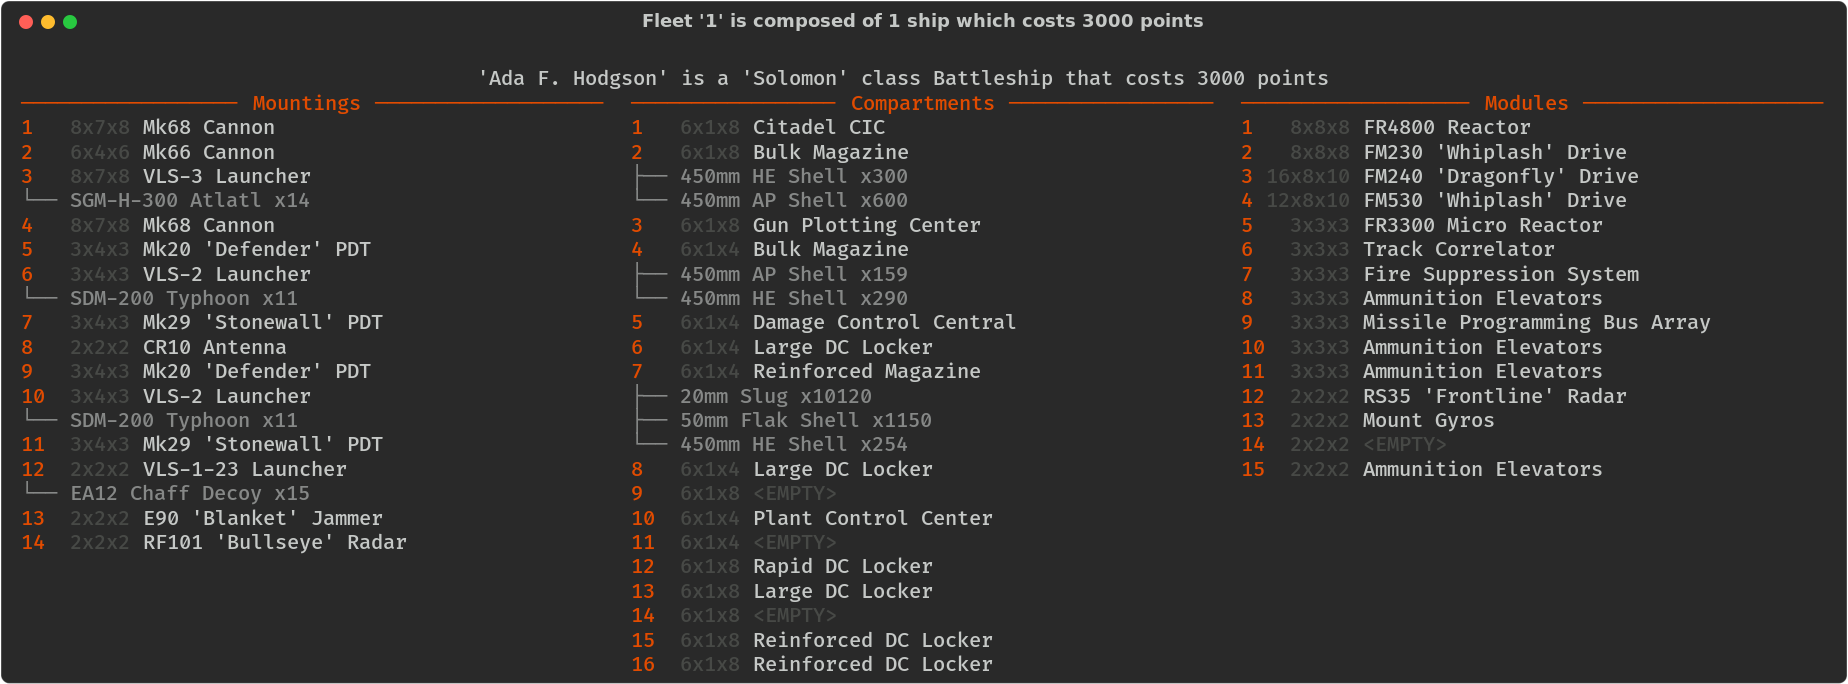 Fleet '1' is composed of 1 ship which costs 3000 points
'Ada F. Hodgson' is a 'Solomon' class Battleship that costs 3000 points
Mountings
1 8x7x8 Mk68 Cannon
2 6x4x6 Mk66 Cannon
3 8x7x8 VLS-3 Launcher
└── SGM-H-300 Atlatl x14
4 8x7x8 Mk68 Cannon
5 3x4x3 Mk20 'Defender' PDT
6 3x4x3 VLS-2 Launcher
└── SDM-200 Typhoon x11
7 3x4x3 Mk29 'Stonewall' PDT
8 2x2x2 CR10 Antenna
9 3x4x3 Mk20 'Defender' PDT
10 3x4x3 VLS-2 Launcher
└── SDM-200 Typhoon x11
11 3x4x3 Mk29 'Stonewall' PDT
12 2x2x2 VLS-1-23 Launcher
└── EA12 Chaff Decoy x15
13 2x2x2 E90 'Blanket' Jammer
14 2x2x2 RF101 'Bullseye' Radar
Compartments
1 6x1x8 Citadel CIC
2 6x1x8 Bulk Magazine
├── 450mm HE Shell x300
└── 450mm AP Shell x600
3 6x1x8 Gun Plotting Center
4 6x1x4 Bulk Magazine
├── 450mm AP Shell x159
└── 450mm HE Shell x290
5 6x1x4 Damage Control Central
6 6x1x4 Large DC Locker
7 6x1x4 Reinforced Magazine
├── 20mm Slug x10120
├── 50mm Flak Shell x1150
└── 450mm HE Shell x254
8 6x1x4 Large DC Locker
9 6x1x8 <EMPTY>
10 6x1x4 Plant Control Center
11 6x1x4 <EMPTY>
12 6x1x8 Rapid DC Locker
13 6x1x8 Large DC Locker
14 6x1x8 <EMPTY>
15 6x1x8 Reinforced DC Locker
16 6x1x8 Reinforced DC Locker
Modules
1 8x8x8 FR4800 Reactor
2 8x8x8 FM230 'Whiplash' Drive
3 16x8x10 FM240 'Dragonfly' Drive
4 12x8x10 FM530 'Whiplash' Drive
5 3x3x3 FR3300 Micro Reactor
6 3x3x3 Track Correlator
7 3x3x3 Fire Suppression System
8 3x3x3 Ammunition Elevators
9 3x3x3 Missile Programming Bus Array
10 3x3x3 Ammunition Elevators
11 3x3x3 Ammunition Elevators
12 2x2x2 RS35 'Frontline' Radar
13 2x2x2 Mount Gyros
14 2x2x2 <EMPTY>
15 2x2x2 Ammunition Elevators